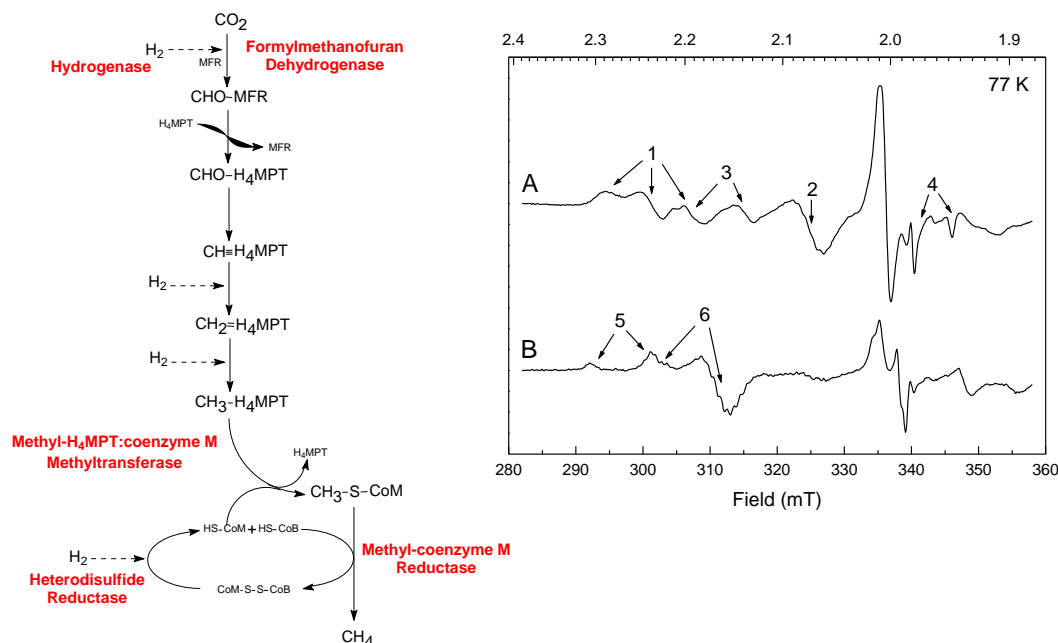 CO₂
H₂
MFR
Hydrogenase
Formylmethanofuran
Dehydrogenase
CHO-MFR
H₄MPT
MFR
CHO-H₄MPT
CH≡H₄MPT
H₂
CH₂=H₄MPT
H₂
CH₃-H₄MPT
Methyl-H₄MPT:coenzyme M
Methyltransferase
H₄MPT
CH₃-S-CoM
HS-CoM + HS-CoB
H₂
Methyl-coenzyme M
Reductase
Heterodisulfide
Reductase
CoM-S-S-CoB
CH₄
2.4 2.3 2.2 2.1 2.0 1.9
77 K
A
1
3
2
4
B
5
6
282 290 300 310 320 330 340 350 360
Field (mT)